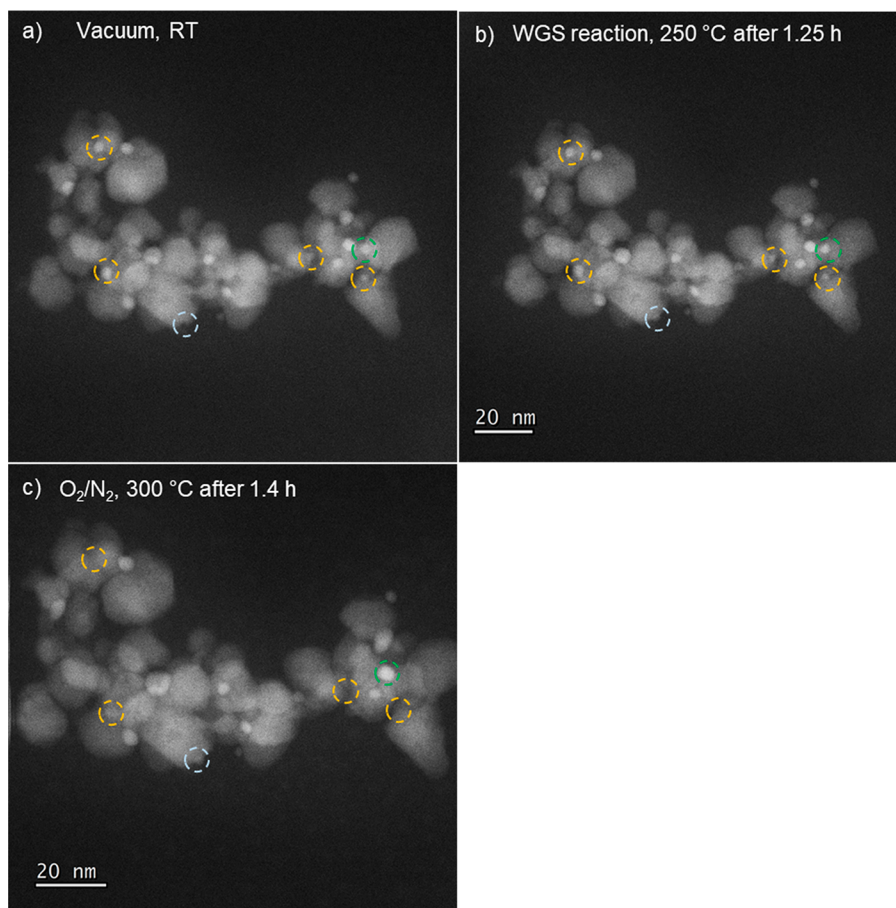 a) Vacuum, RT
b) WGS reaction, 250 °C after 1.25 h
20 nm
c) O₂/N₂, 300 °C after 1.4 h
20 nm